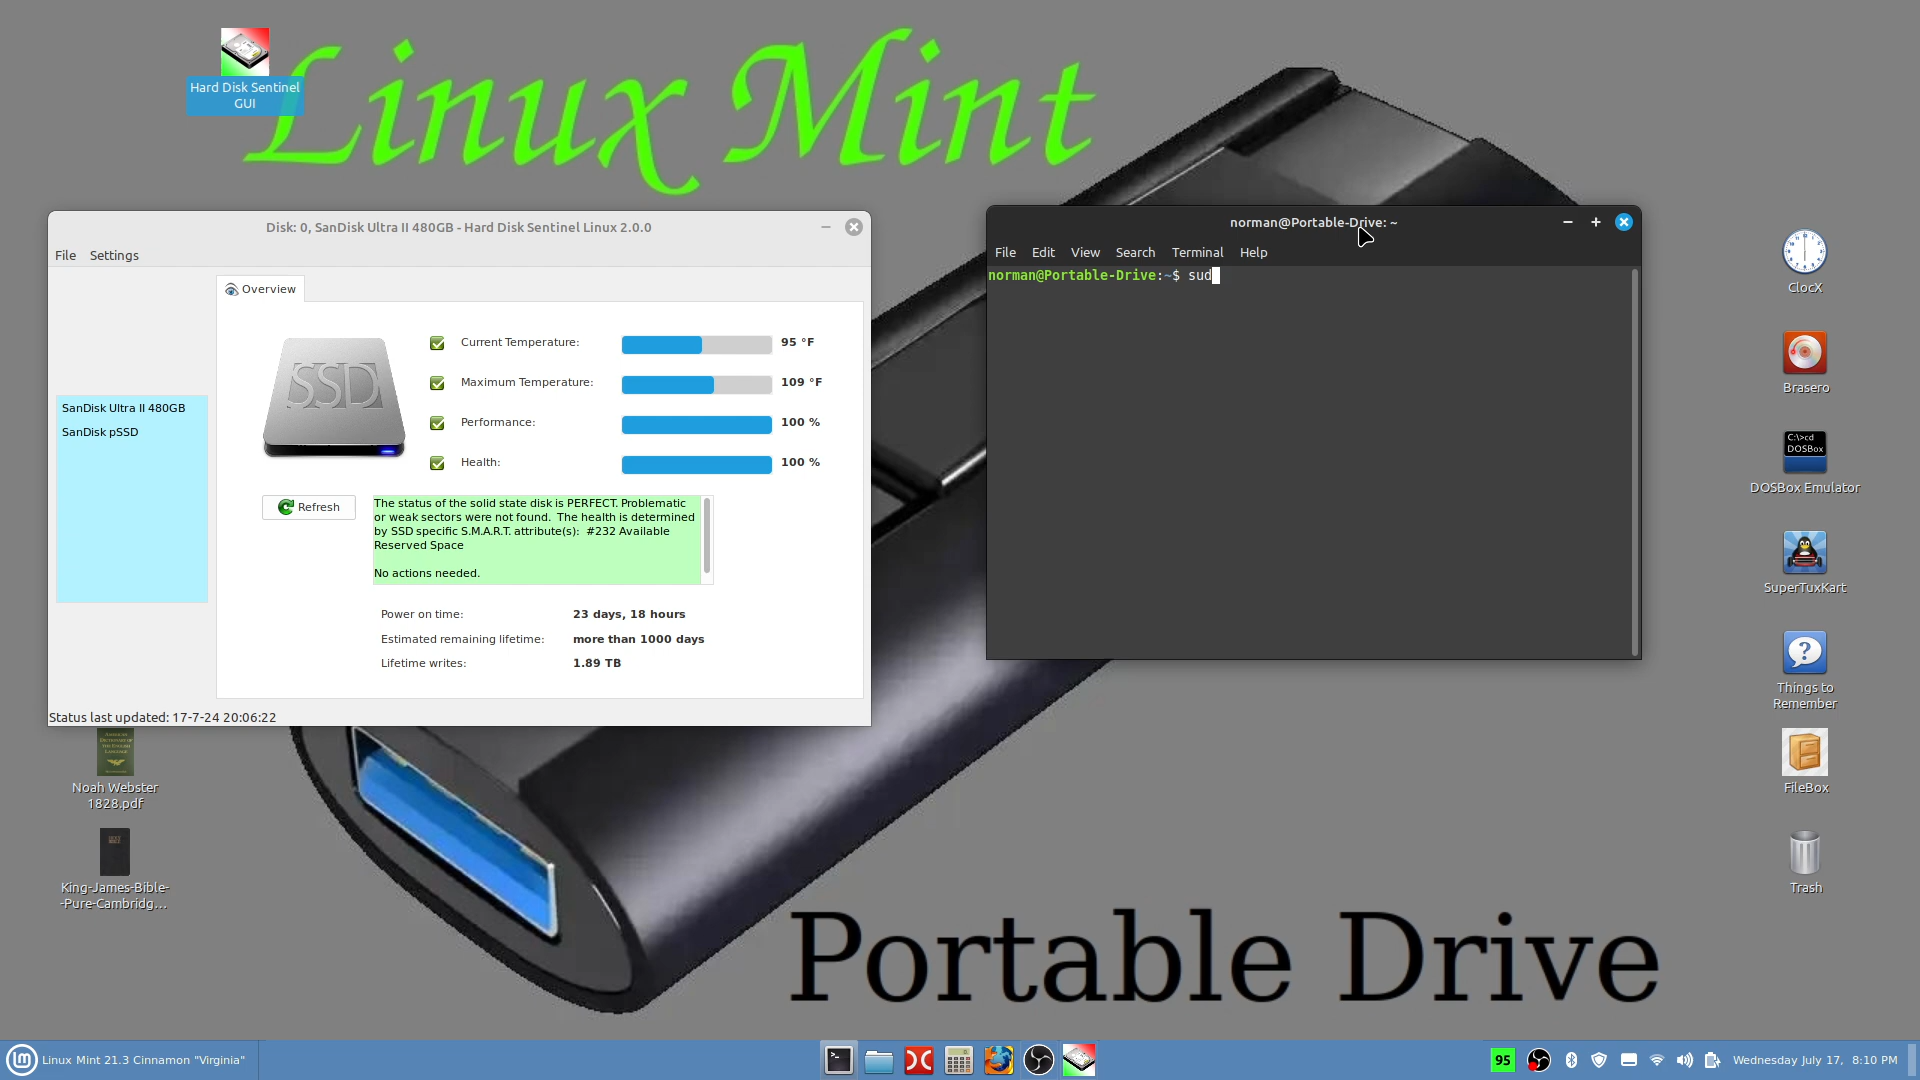 Linux Mint
Hard Disk Sentinel
GUI
Disk: 0, SanDisk Ultra II 480GB - Hard Disk Sentinel Linux 2.0.0
File Settings
Overview
SanDisk Ultra II 480GB
SanDisk pSSD
SSD
Current Temperature: 95 °F
Maximum Temperature: 109 °F
Performance: 100 %
Health: 100 %
Refresh
The status of the solid state disk is PERFECT. Problematic
or weak sectors were not found.  The health is determined
by SSD specific S.M.A.R.T. attribute(s):  #232 Available
Reserved Space
No actions needed.
Power on time: 23 days, 18 hours
Estimated remaining lifetime: more than 1000 days
Lifetime writes: 1.89 TB
Status last updated: 17-7-24 20:06:22
norman@Portable-Drive: ~
File Edit View Search Terminal Help
norman@Portable-Drive:~$ sud
ClocX
Brasero
C:\>cd
DOSBox
DOSBox Emulator
SuperTuxKart
Things to
Remember
FileBox
Trash
Noah Webster
1828.pdf
King-James-Bible-
-Pure-Cambridg...
Portable Drive
Linux Mint 21.3 Cinnamon "Virginia"
95
Wednesday July 17,  8:10 PM